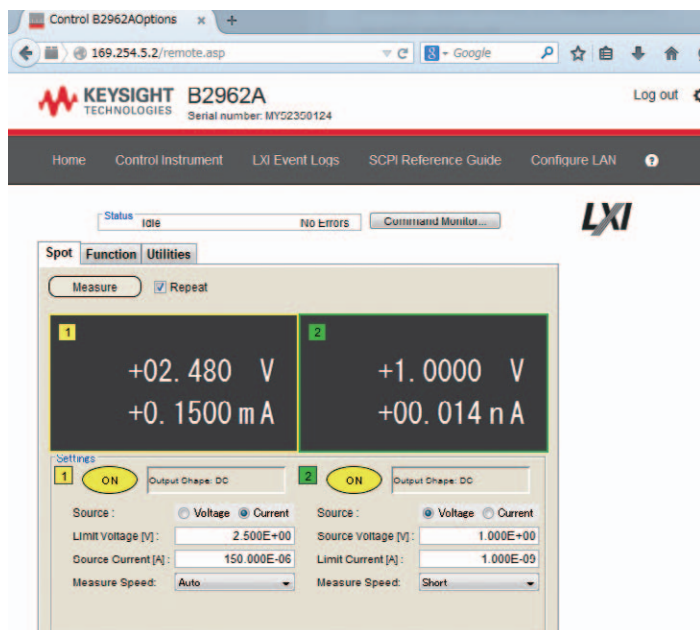 Control B2962AOptions x +
169.254.5.2/remote.asp
8 - Google
KEYSIGHT TECHNOLOGIES
B2962A
Serial number: MY52350124
Log out
Home Control Instrument LXI Event Logs SCPI Reference Guide Configure LAN ?
Status
Idle No Errors
Command Monitor...
LXI
Spot Function Utilities
Measure Repeat
1
+02.480 V
+0.1500 mA
2
+1.0000 V
+00.014 nA
Settings
1 ON Output Shape: DC
Source : Voltage Current
Limit Voltage [V] : 2.500E+00
Source Current [A] : 150.000E-06
Measure Speed: Auto
2 ON Output Shape: DC
Source : Voltage Current
Source Voltage [V] : 1.000E+00
Limit Current [A] : 1.000E-09
Measure Speed: Short